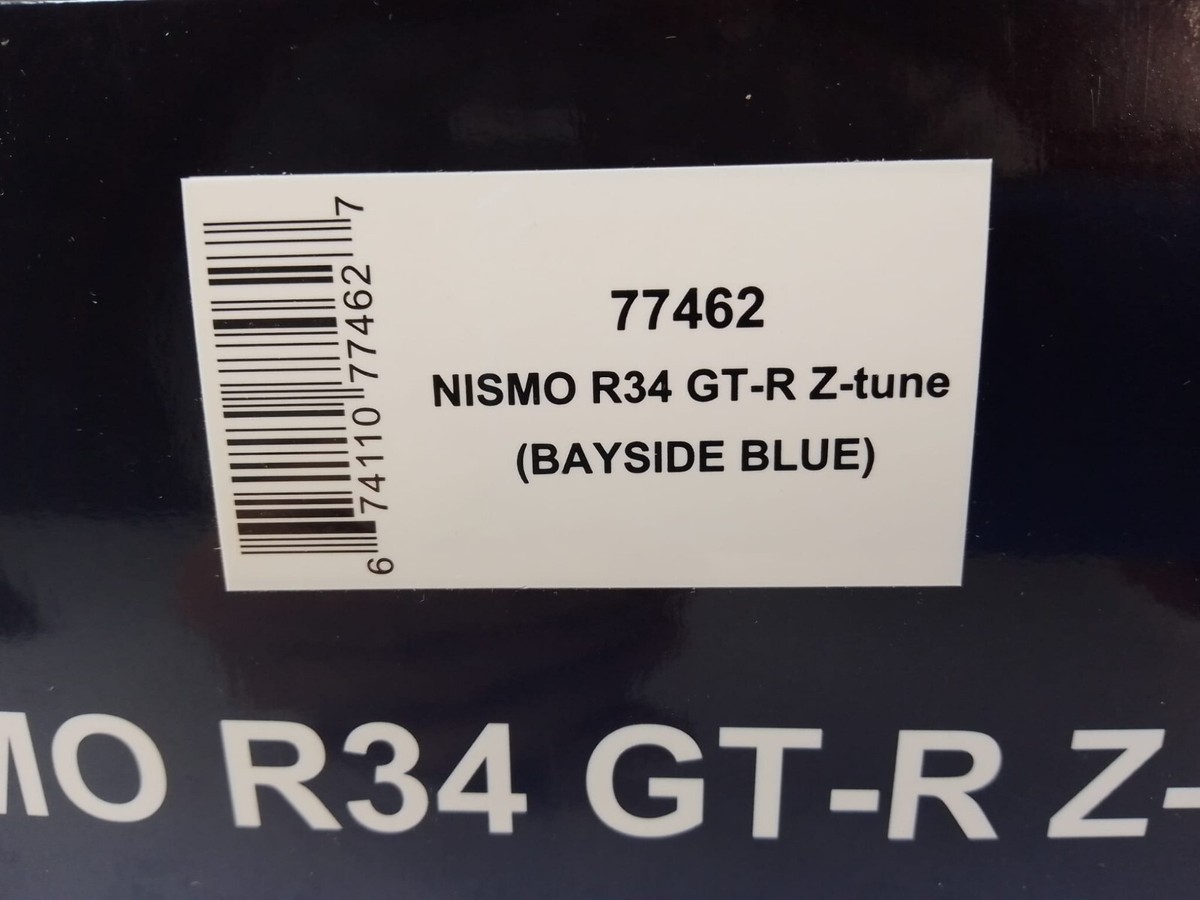 6 74110 77462 7
77462
NISMO R34 GT-R Z-tune
(BAYSIDE BLUE)
MO R34 GT-R Z-